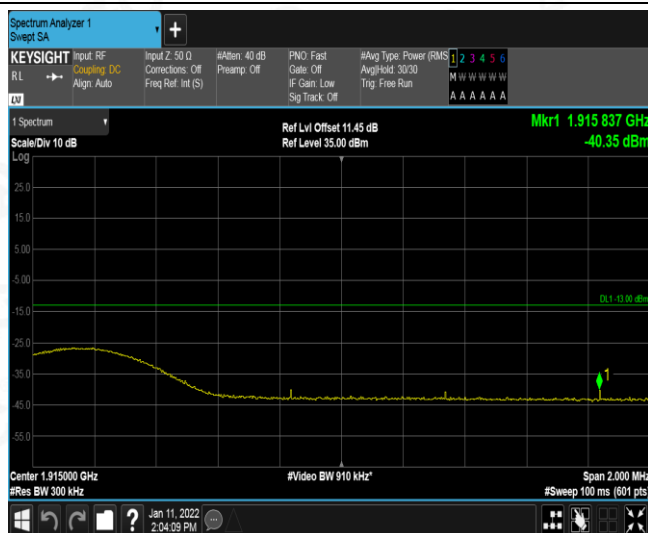 Spectrum Analyzer 1
Swept SA
+
KEYSIGHT
RL
Input: RF
Coupling: DC
Align: Auto
Input Z: 50 Ω
Corrections: Off
Freq Ref: Int (S)
#Atten: 40 dB
Preamp: Off
PNO: Fast
Gate: Off
IF Gain: Low
Sig Track: Off
#Avg Type: Power (RMS
Avg|Hold: 30/30
Trig: Free Run
1 2 3 4 5 6
M W W W W W
A A A A A A
1 Spectrum
Scale/Div 10 dB
Log
Ref Lvl Offset 11.45 dB
Ref Level 35.00 dBm
Mkr1 1.915 837 GHz
-40.35 dBm
25.0
15.0
5.00
-5.00
DL1 -13.00 dBm
-15.0
-25.0
-35.0
1
-45.0
-55.0
Center 1.915000 GHz
#Res BW 300 kHz
#Video BW 910 kHz*
Span 2.000 MHz
#Sweep 100 ms (601 pts)
?
Jan 11, 2022
2:04:09 PM